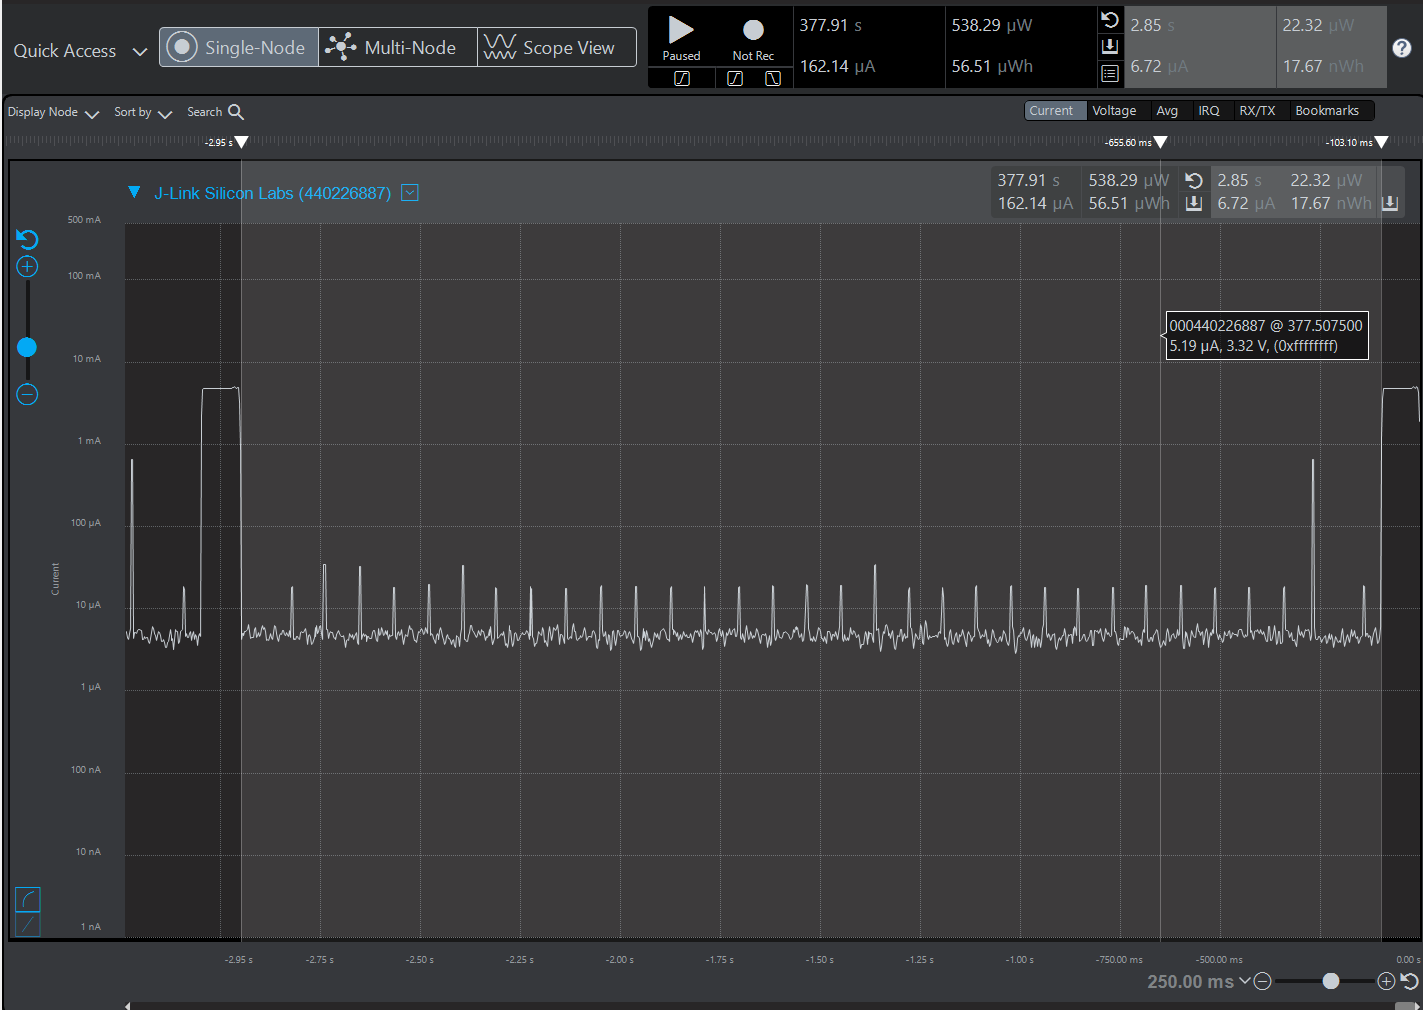 Quick Access
Single-Node
Multi-Node
Scope View
Paused
Not Rec
377.91 s
162.14 µA
538.29 µW
56.51 µWh
2.85 s
6.72 µA
22.32 µW
17.67 nWh
Display Node
Sort by
Search
Current
Voltage
Avg
IRQ
RX/TX
Bookmarks
-2.95 s
-655.60 ms
-103.10 ms
J-Link Silicon Labs (440226887)
377.91 s
538.29 µW
2.85 s
22.32 µW
162.14 µA
56.51 µWh
6.72 µA
17.67 nWh
500 mA
100 mA
10 mA
1 mA
100 µA
10 µA
1 µA
100 nA
10 nA
1 nA
Current
000440226887 @ 377.507500
5.19 µA, 3.32 V, (0xffffffff)
-2.95 s
-2.75 s
-2.50 s
-2.25 s
-2.00 s
-1.75 s
-1.50 s
-1.25 s
-1.00 s
-750.00 ms
-500.00 ms
0.00 s
250.00 ms